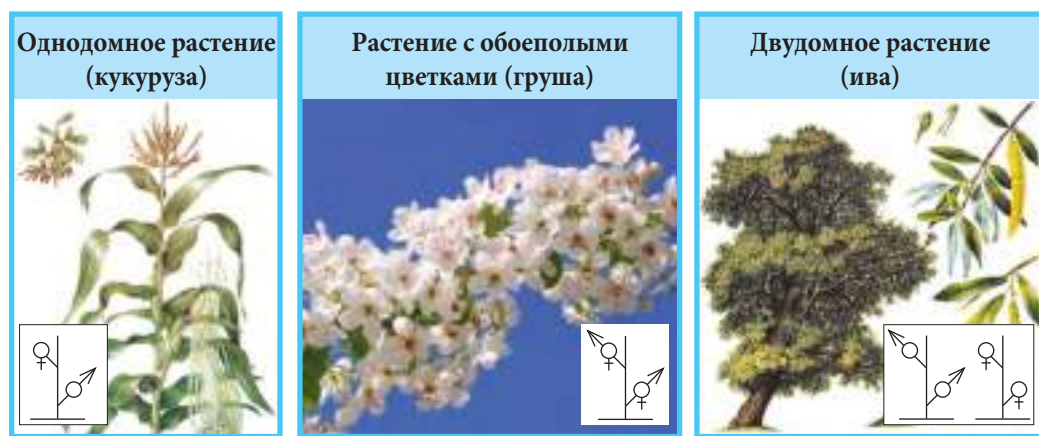 Однодомное растение
(кукуруза)
Растение с обоеполыми
цветками (груша)
Двудомное растение
(ива)